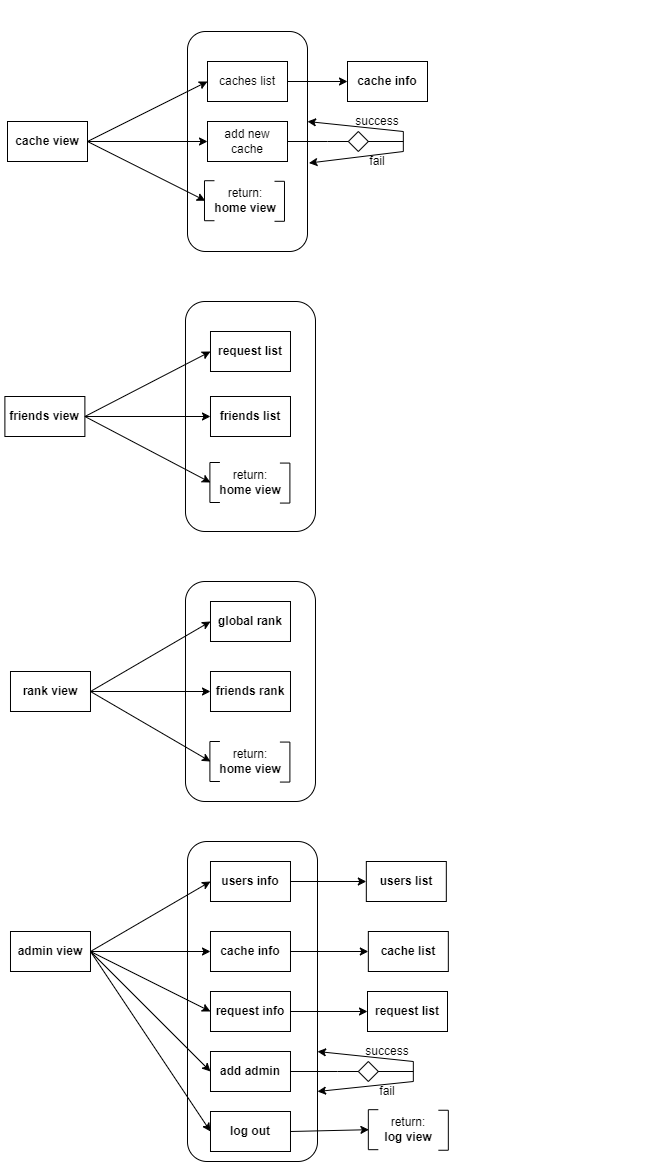 caches list
cache info
success
cache view
add new
cache
fail
return:
home view
request list
friends view
friends list
return:
home view
global rank
rank view
friends rank
return:
home view
users info
users list
admin view
cache info
cache list
request info
request list
success
add admin
fail
log out
return:
log view